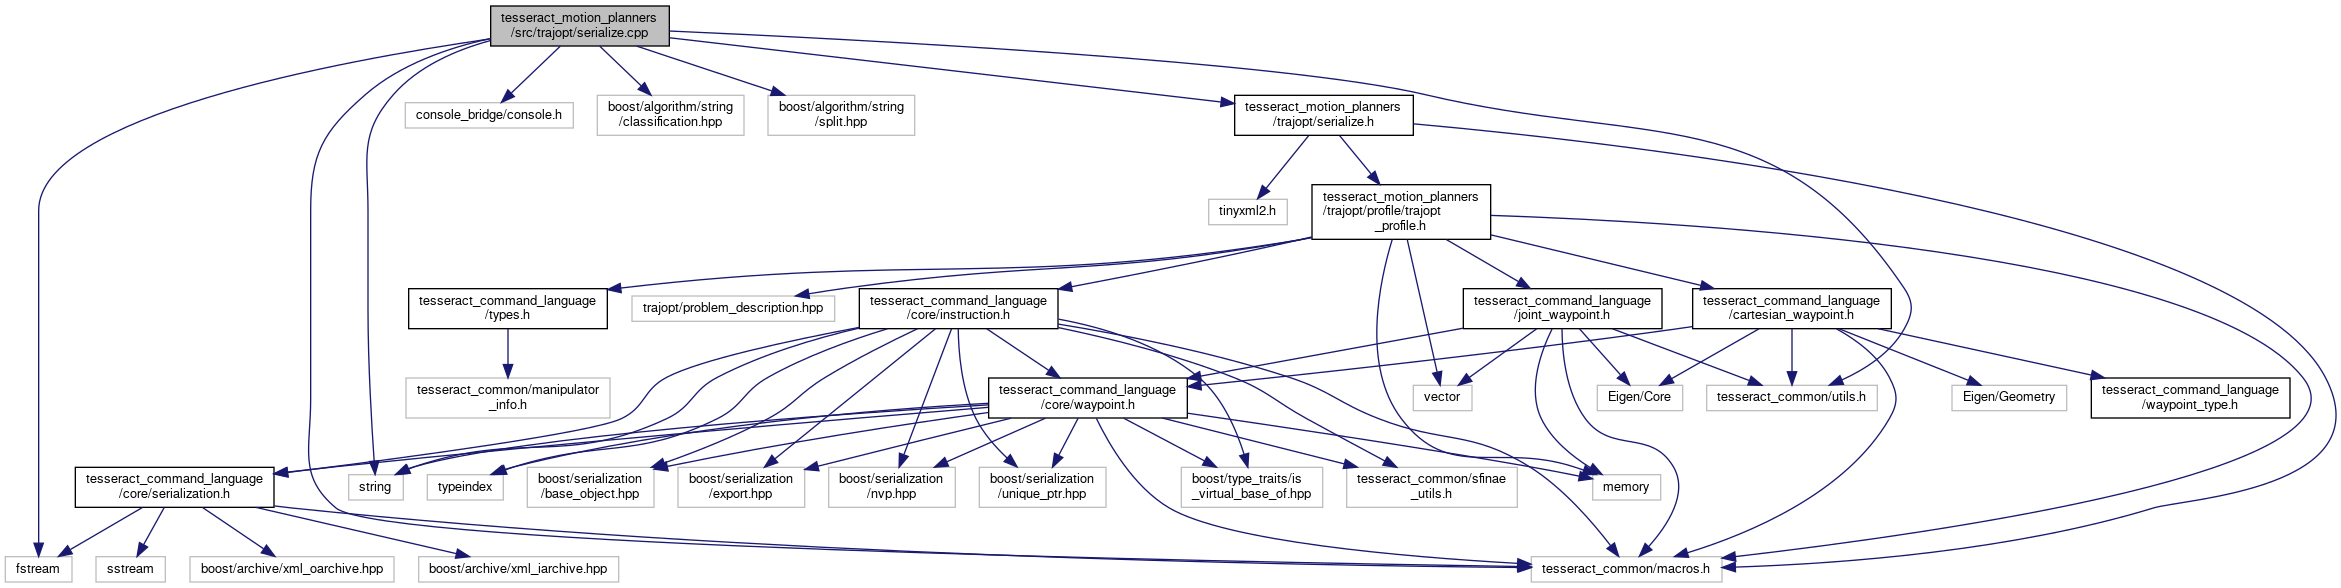 tesseract_motion_planners
/src/trajopt/serialize.cpp
console_bridge/console.h
boost/algorithm/string
/classification.hpp
boost/algorithm/string
/split.hpp
tesseract_motion_planners
/trajopt/serialize.h
tinyxml2.h
tesseract_motion_planners
/trajopt/profile/trajopt
_profile.h
tesseract_command_language
/types.h
trajopt/problem_description.hpp
tesseract_command_language
/core/instruction.h
tesseract_command_language
/joint_waypoint.h
tesseract_command_language
/cartesian_waypoint.h
tesseract_common/manipulator
_info.h
tesseract_command_language
/core/waypoint.h
vector
Eigen/Core
tesseract_common/utils.h
Eigen/Geometry
tesseract_command_language
/waypoint_type.h
tesseract_command_language
/core/serialization.h
string
typeindex
boost/serialization
/base_object.hpp
boost/serialization
/export.hpp
boost/serialization
/nvp.hpp
boost/serialization
/unique_ptr.hpp
boost/type_traits/is
_virtual_base_of.hpp
tesseract_common/sfinae
_utils.h
memory
fstream
sstream
boost/archive/xml_oarchive.hpp
boost/archive/xml_iarchive.hpp
tesseract_common/macros.h